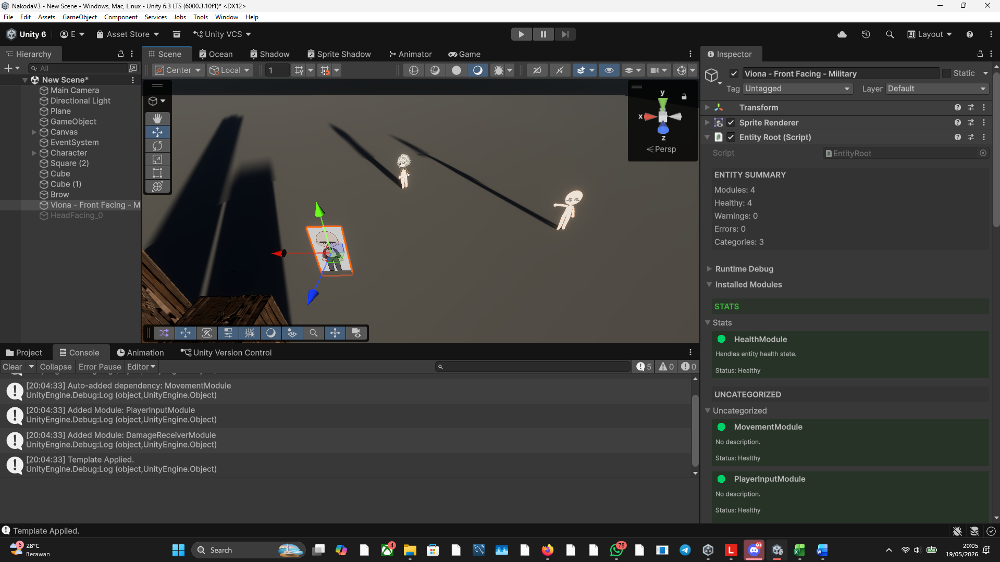 NakodaV3 - New Scene - Windows, Mac, Linux - Unity 6.3 LTS (6000.3.10f1)* <DX12>
File Edit Assets GameObject Component Services Jobs Tools Window Help
Unity 6 E Asset Store Unity VCS Layout
Hierarchy
All
New Scene*
Main Camera
Directional Light
Plane
GameObject
Canvas
EventSystem
Character
Square (2)
Cube
Cube (1)
Brow
Viona - Front Facing - M
HeadFacing_0
Scene Ocean Shadow Sprite Shadow Animator Game
Center Local 1 2D
y
x
z
Persp
Inspector
Viona - Front Facing - Military Static
Tag Untagged Layer Default
Transform
Sprite Renderer
Entity Root (Script)
Script EntityRoot
ENTITY SUMMARY
Modules: 4
Healthy: 4
Warnings: 0
Errors: 0
Categories: 3
Runtime Debug
Installed Modules
STATS
Stats
HealthModule
Handles entity health state.
Status: Healthy
UNCATEGORIZED
Uncategorized
MovementModule
No description.
Status: Healthy
PlayerInputModule
No description.
Status: Healthy
Project Console Animation Unity Version Control
Clear Collapse Error Pause Editor 5 0 0
[20:04:33] Auto-added dependency: MovementModule
UnityEngine.Debug:Log (object,UnityEngine.Object)
[20:04:33] Added Module: PlayerInputModule
UnityEngine.Debug:Log (object,UnityEngine.Object)
[20:04:33] Added Module: DamageReceiverModule
UnityEngine.Debug:Log (object,UnityEngine.Object)
[20:04:33] Template Applied.
UnityEngine.Debug:Log (object,UnityEngine.Object)
Template Applied.
6
28°C
Berawan
Search
4
78
L
9+
20:05
19/05/2026